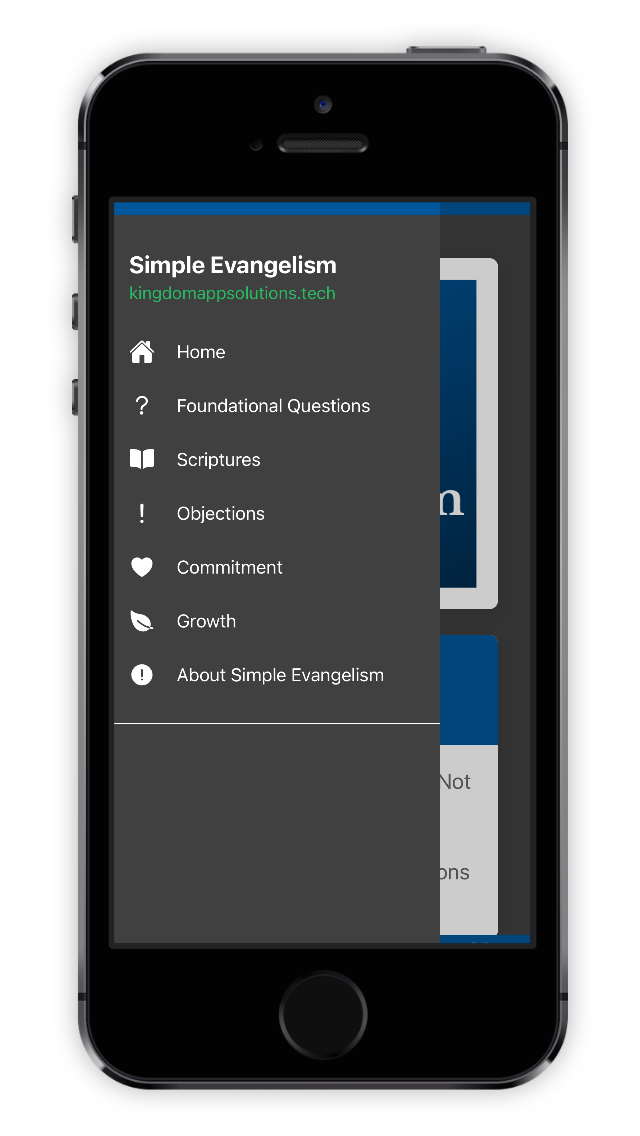 Simple Evangelism
kingdomappsolutions.tech
Home
Foundational Questions
Scriptures
Objections
Commitment
Growth
About Simple Evangelism
m
Not
ons